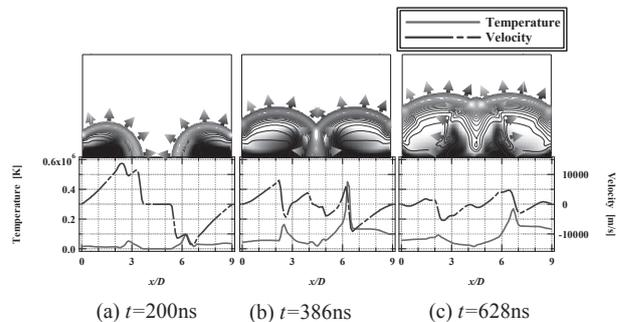 Temperature
Velocity
Temperature [K]
0.6x10⁶
0.4
0.2
0.0
10000
0
-10000
Velocity [m/s]
0 3 6 9
0 3 6 9
0 3 6 9
x/D
x/D
x/D
(a) t=200ns
(b) t=386ns
(c) t=628ns